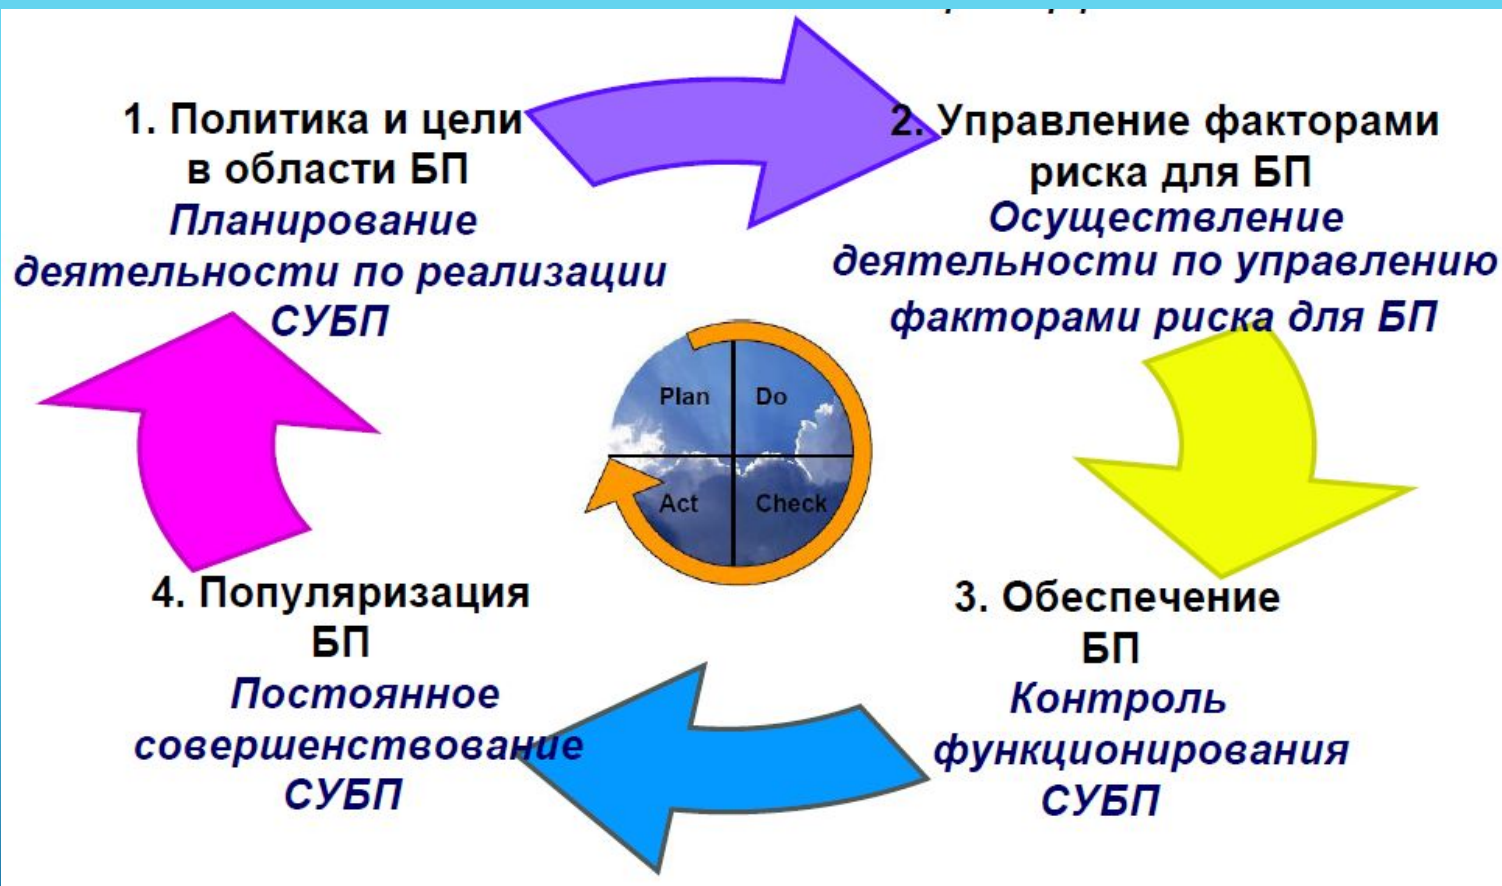 1. Политика и цели
в области БП
Планирование
деятельности по реализации
СУБП
2. Управление факторами
риска для БП
Осуществление
деятельности по управлению
факторами риска для БП
Plan
Do
Act
Check
4. Популяризация
БП
Постоянное
совершенствование
СУБП
3. Обеспечение
БП
Контроль
функционирования
СУБП